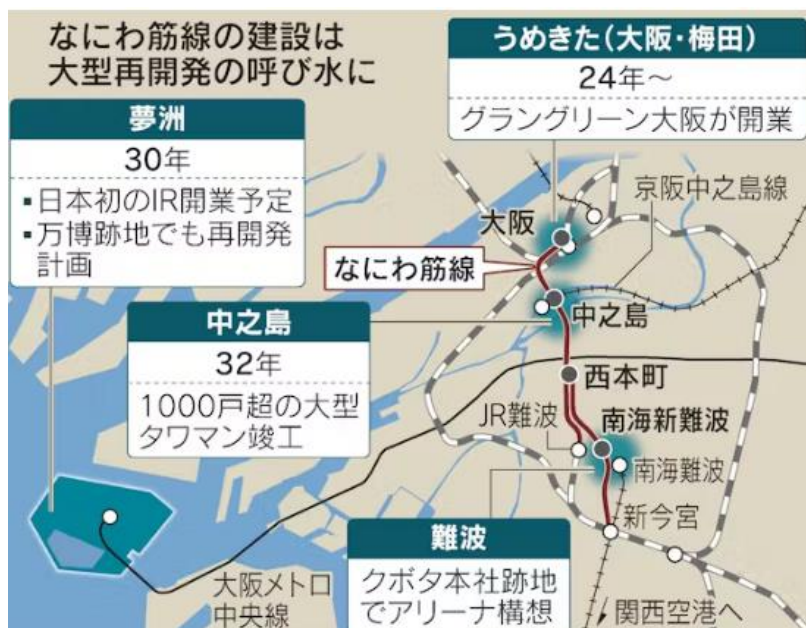 なにわ筋線の建設は
大型再開発の呼び水に
うめきた(大阪・梅田)
24年～
グラングリーン大阪が開業
夢洲
30年
▪日本初のIR開業予定
▪万博跡地でも再開発
計画
京阪中之島線
大阪
なにわ筋線
中之島
中之島
32年
1000戸超の大型
タワマン竣工
西本町
JR難波
南海新難波
南海難波
新今宮
難波
クボタ本社跡地
でアリーナ構想
大阪メトロ
中央線
関西空港へ